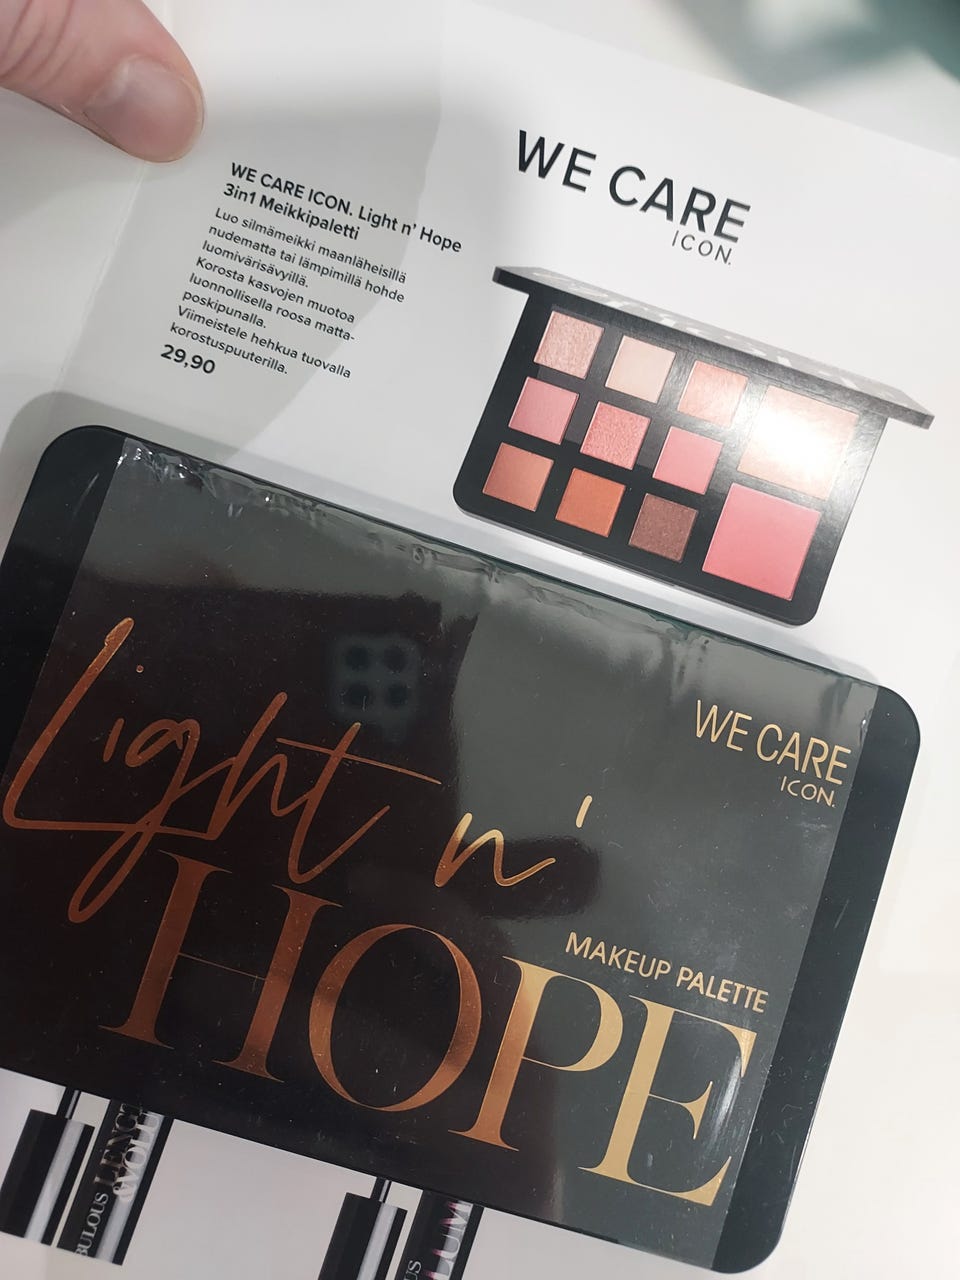 WE CARE
ICON.
WE CARE ICON. Light n' Hope
3in1 Meikkipaletti
Luo silmämeikki maanläheisillä
nudematta tai lämpimillä hohde
luomivärisävyillä.
Korosta kasvojen muotoa
luonnollisella roosa matta-
poskipunalla.
Viimeistele hehkua tuovalla
korostuspuuterilla.
29,90
WE CARE
ICON.
Light n'
HOPE
MAKEUP PALETTE